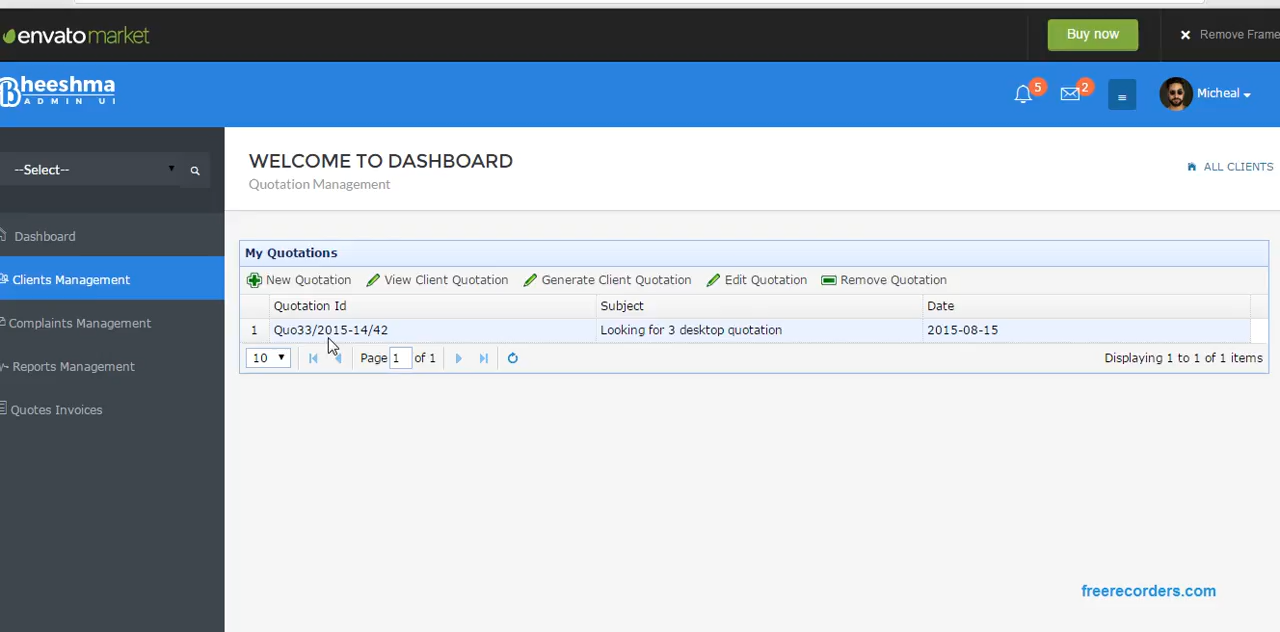 envatomarket
Buy now
Remove Frame
Bheeshma
ADMIN UI
5
2
Micheal
--Select--
WELCOME TO DASHBOARD
Quotation Management
ALL CLIENTS
Dashboard
Clients Management
Complaints Management
Reports Management
Quotes Invoices
My Quotations
New Quotation View Client Quotation Generate Client Quotation Edit Quotation Remove Quotation
Quotation Id Subject Date
1 Quo33/2015-14/42 Looking for 3 desktop quotation 2015-08-15
10 Page 1 of 1 Displaying 1 to 1 of 1 items
freerecorders.com